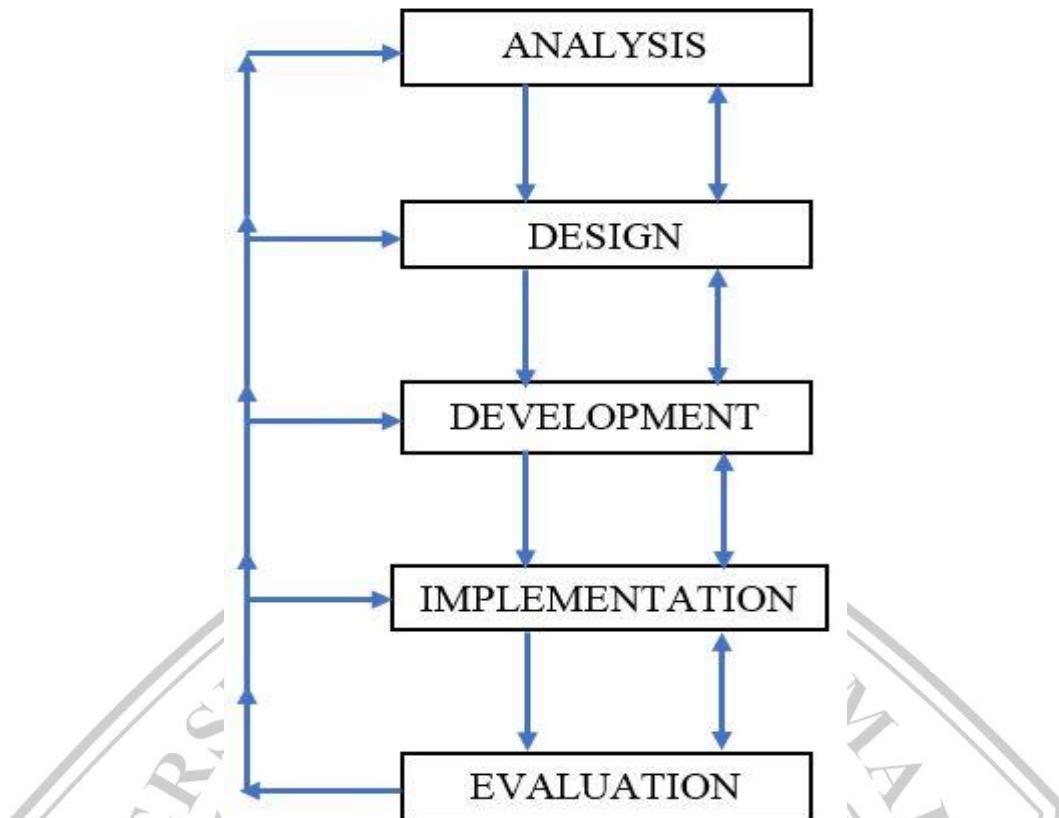 ANALYSIS
DESIGN
DEVELOPMENT
IMPLEMENTATION
EVALUATION